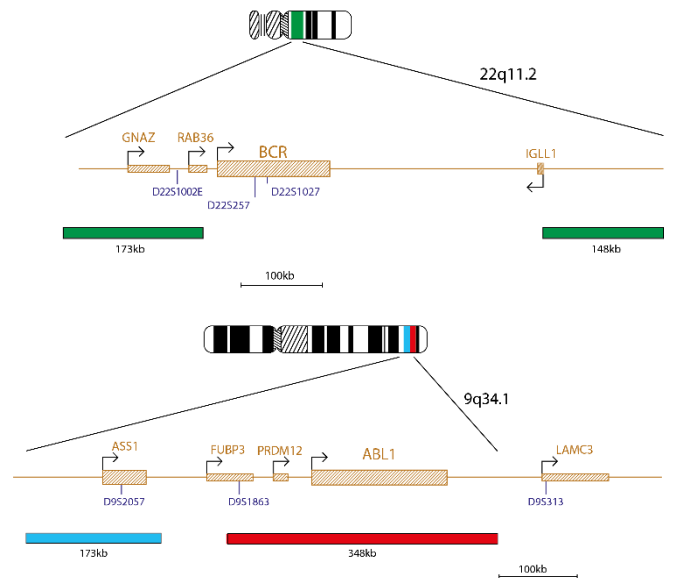 22q11.2
GNAZ RAB36 BCR IGLL1
D22S1002E D22S1027
D22S257
173kb 148kb
100kb
9q34.1
ASS1 FUBP3 PRDM12 ABL1 LAMC3
D9S2057 D9S1863 D9S313
173kb 348kb
100kb